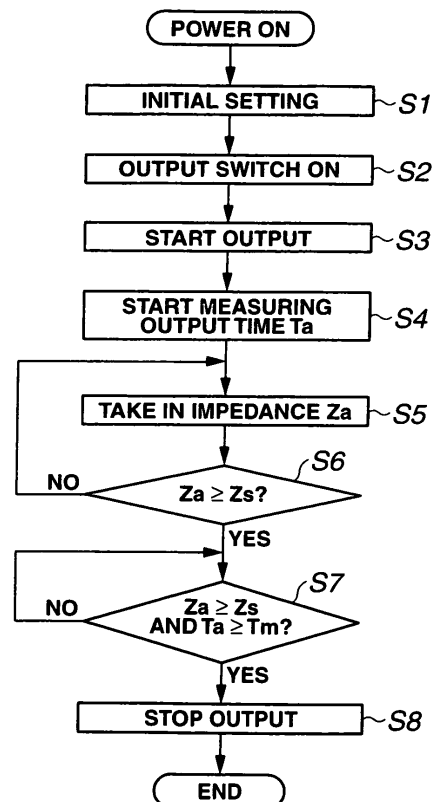 POWER ON
INITIAL SETTING
S1
OUTPUT SWITCH ON
S2
START OUTPUT
S3
START MEASURING
OUTPUT TIME Ta
S4
TAKE IN IMPEDANCE Za
S5
S6
Za ≥ Zs?
NO
YES
S7
Za ≥ Zs
AND Ta ≥ Tm?
NO
YES
STOP OUTPUT
S8
END